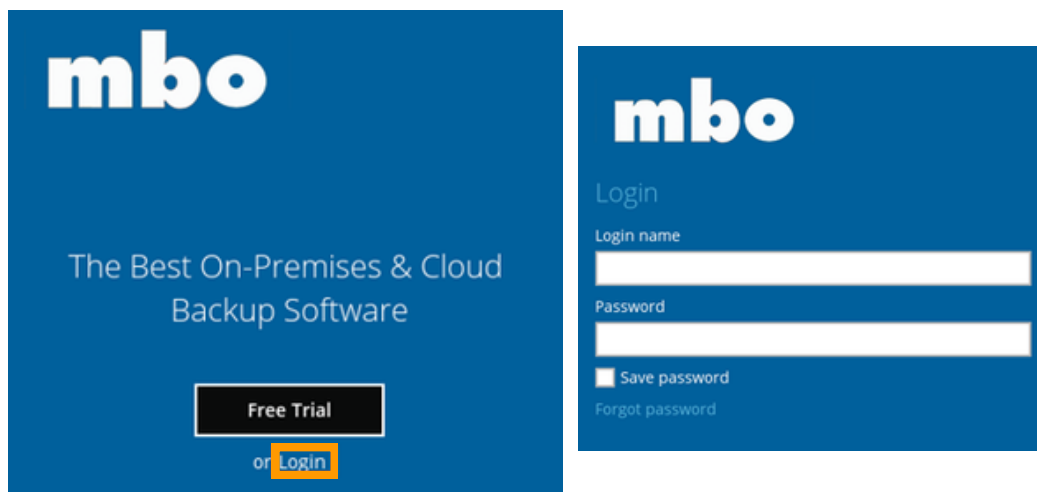 mbo
The Best On-Premises & Cloud
Backup Software
Free Trial
or Login
mbo
Login
Login name
Password
Save password
Forgot password